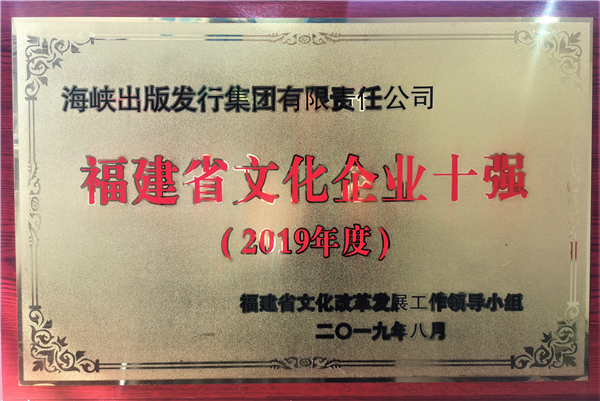 海峡出版发行集团有限责任公司
福建省文化企业十强
（2019年度）
福建省文化改革发展工作领导小组
二〇一九年八月